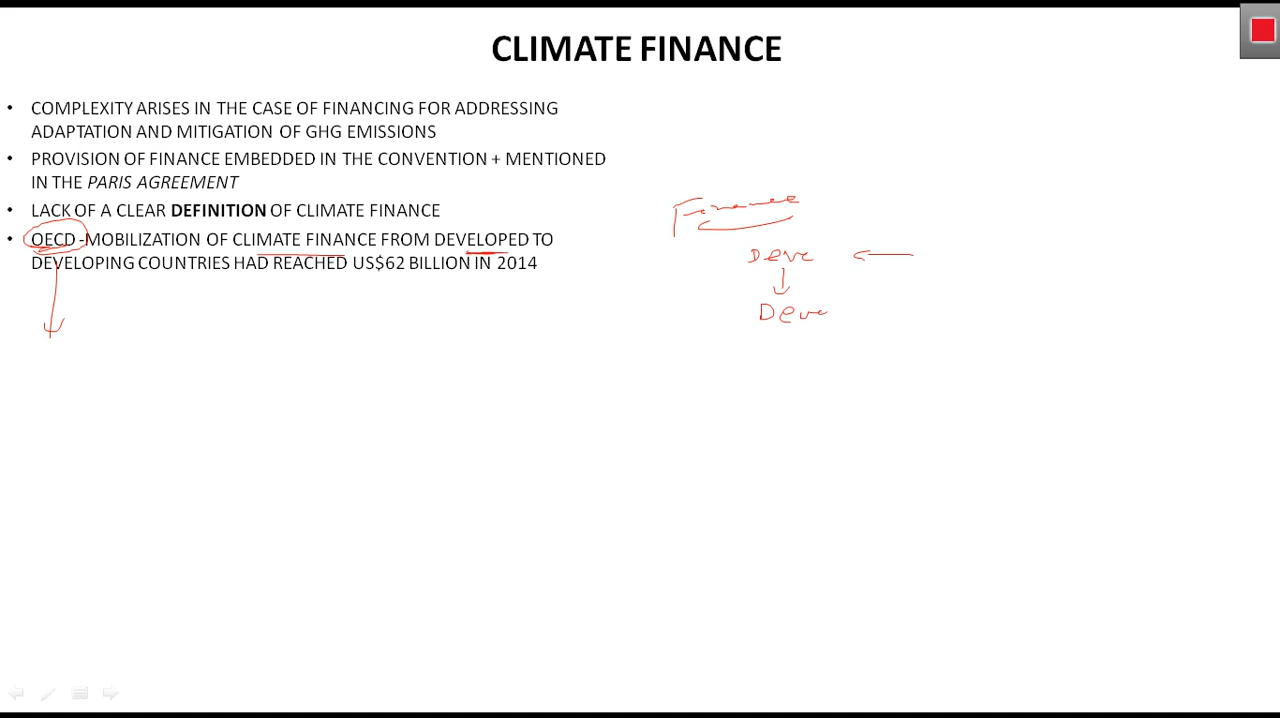 CLIMATE FINANCE
• COMPLEXITY ARISES IN THE CASE OF FINANCING FOR ADDRESSING
ADAPTATION AND MITIGATION OF GHG EMISSIONS
• PROVISION OF FINANCE EMBEDDED IN THE CONVENTION + MENTIONED
IN THE PARIS AGREEMENT
• LACK OF A CLEAR DEFINITION OF CLIMATE FINANCE
• OECD -MOBILIZATION OF CLIMATE FINANCE FROM DEVELOPED TO
DEVELOPING COUNTRIES HAD REACHED US$62 BILLION IN 2014
Finance
Deve
Deve